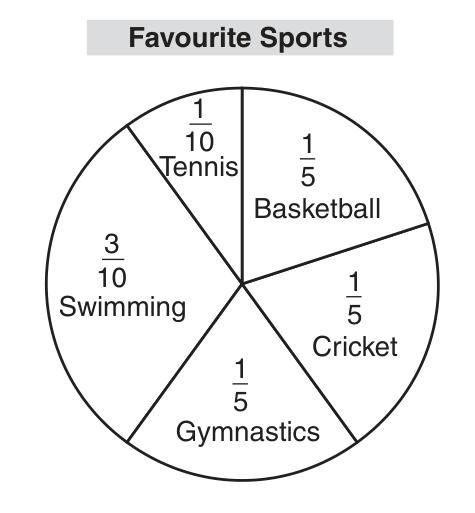 Favourite Sports
1/10
Tennis
1/5
Basketball
3/10
Swimming
1/5
Cricket
1/5
Gymnastics